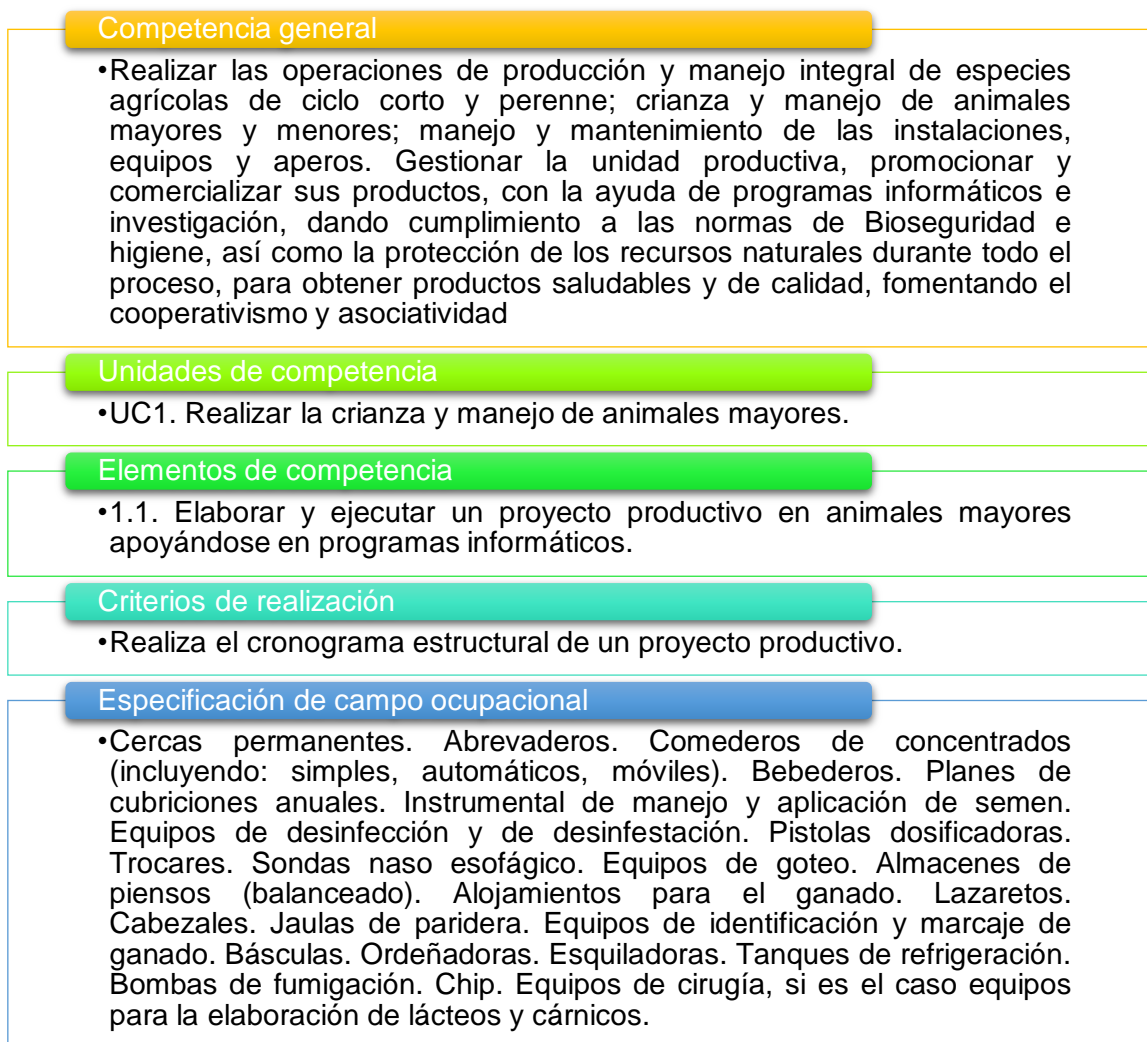 Competencia general
•Realizar las operaciones de producción y manejo integral de especies
agrícolas de ciclo corto y perenne; crianza y manejo de animales
mayores y menores; manejo y mantenimiento de las instalaciones,
equipos y aperos. Gestionar la unidad productiva, promocionar y
comercializar sus productos, con la ayuda de programas informáticos e
investigación, dando cumplimiento a las normas de Bioseguridad e
higiene, así como la protección de los recursos naturales durante todo el
proceso, para obtener productos saludables y de calidad, fomentando el
cooperativismo y asociatividad
Unidades de competencia
•UC1. Realizar la crianza y manejo de animales mayores.
Elementos de competencia
•1.1. Elaborar y ejecutar un proyecto productivo en animales mayores
apoyándose en programas informáticos.
Criterios de realización
•Realiza el cronograma estructural de un proyecto productivo.
Especificación de campo ocupacional
•Cercas permanentes. Abrevaderos. Comederos de concentrados
(incluyendo: simples, automáticos, móviles). Bebederos. Planes de
cubriciones anuales. Instrumental de manejo y aplicación de semen.
Equipos de desinfección y de desinfestación. Pistolas dosificadoras.
Trocares. Sondas naso esofágico. Equipos de goteo. Almacenes de
piensos (balanceado). Alojamientos para el ganado. Lazaretos.
Cabezales. Jaulas de paridera. Equipos de identificación y marcaje de
ganado. Básculas. Ordeñadoras. Esquiladoras. Tanques de refrigeración.
Bombas de fumigación. Chip. Equipos de cirugía, si es el caso equipos
para la elaboración de lácteos y cárnicos.